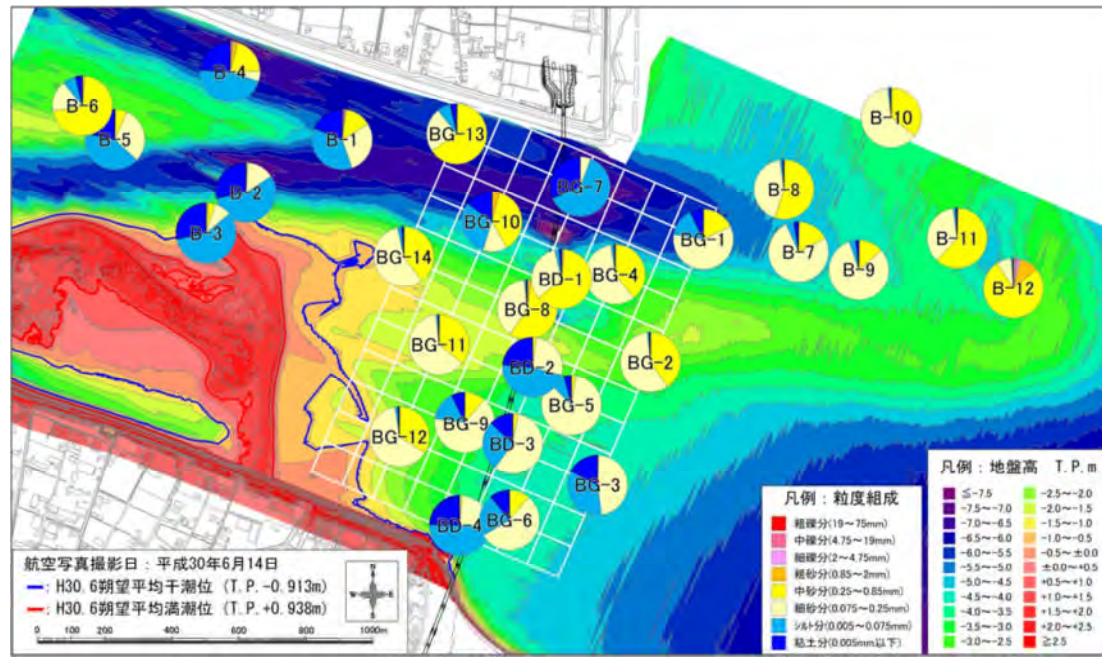 B-4
B-6
B-5
B-1
BG-13
B-10
B-2
BG-7
B-8
B-3
BG-10
BG-1
B-7
B-11
BG-14
BD-1
BG-4
B-9
B-12
BG-8
BG-11
BD-2
BG-2
BG-5
BG-9
BG-12
BD-3
BG-3
BD-4
BG-6
航空写真撮影日：平成30年6月14日
：H30.6朔望平均干潮位（T.P.-0.913m）
：H30.6朔望平均満潮位（T.P.+0.938m）
N
W E
S
0 100 200 400 600 800 1000m
凡例：粒度組成
粗礫分(19～75mm)
中礫分(4.75～19mm)
細礫分(2～4.75mm)
粗砂分(0.85～2mm)
中砂分(0.25～0.85mm)
細砂分(0.075～0.25mm)
シルト分(0.005～0.075mm)
粘土分(0.005mm以下)
凡例：地盤高 T.P.m
≦-7.5
-7.5～-7.0
-7.0～-6.5
-6.5～-6.0
-6.0～-5.5
-5.5～-5.0
-5.0～-4.5
-4.5～-4.0
-4.0～-3.5
-3.5～-3.0
-3.0～-2.5
-2.5～-2.0
-2.0～-1.5
-1.5～-1.0
-1.0～-0.5
-0.5～±0.0
±0.0～+0.5
+0.5～+1.0
+1.0～+1.5
+1.5～+2.0
+2.0～+2.5
≧2.5